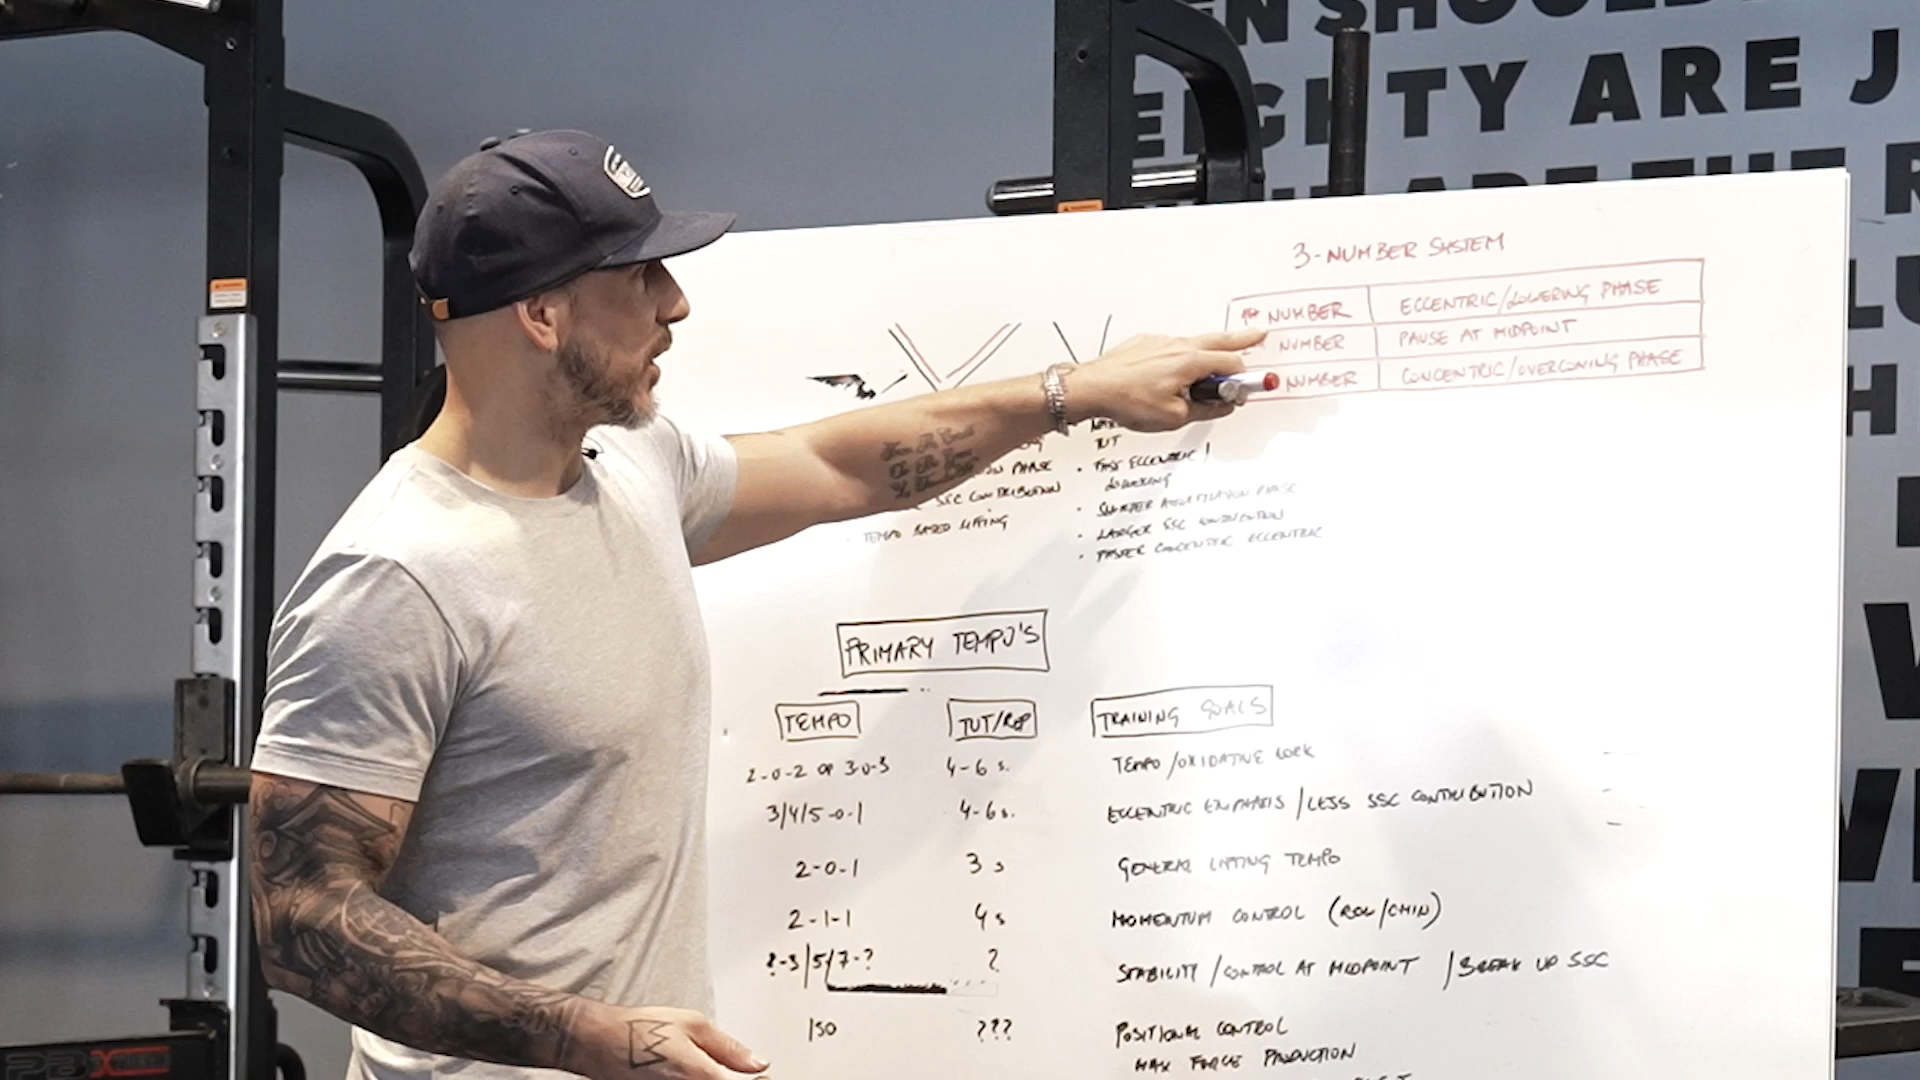 EN SHOULD
EIGHTY ARE J
3-NUMBER SYSTEM
1st NUMBER ECCENTRIC/LOWERING PHASE
NUMBER PAUSE AT MIDPOINT
NUMBER CONCENTRIC/OVERCOMING PHASE
TUT
PHASE
• FAST ECCENTRIC/
LOWERING
SSC CONTRIBUTION
• SHORTER AMORTIZATION PHASE
TEMPO BASED LIFTING
• LARGER SSC CONTRIBUTION
• FASTER CONCENTRIC ECCENTRIC
PRIMARY TEMPO'S
TEMPO TUT/REP TRAINING GOALS
2-0-2 OR 3-0-3 4-6 s. TEMPO/OXIDATIVE WORK
3/4/5-0-1 4-6 s. ECCENTRIC EMPHASIS/LESS SSC CONTRIBUTION
2-0-1 3 s GENERAL LIFTING TEMPO
2-1-1 4 s MOMENTUM CONTROL (ROW/CHIN)
?-3/5/7-? ? STABILITY/CONTROL AT MIDPOINT /BREAK UP SSC
ISO ??? POSITIONAL CONTROL
MAX FORCE PRODUCTION
PBX